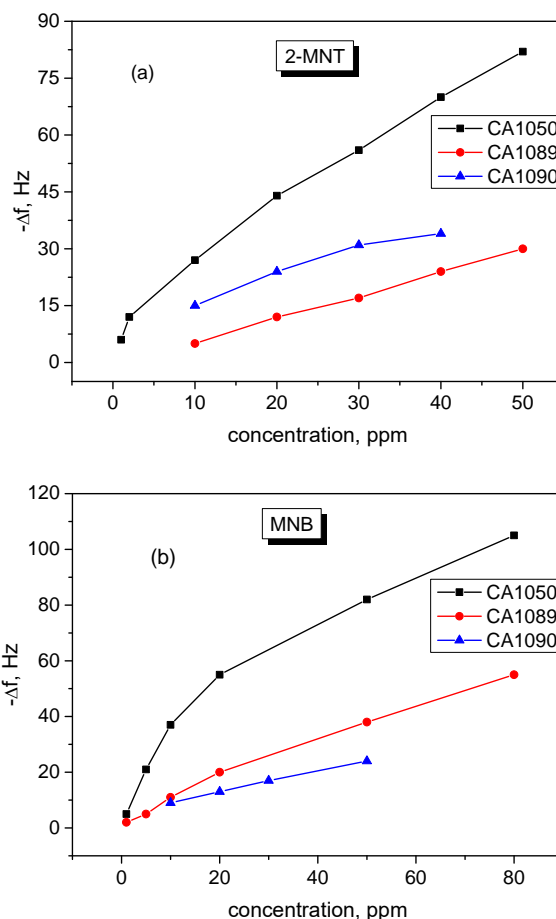 90
75
60
45
30
15
0
-Δf, Hz
(a)
2-MNT
CA1050
CA1089
CA1090
0 10 20 30 40 50
concentration, ppm
120
100
80
60
40
20
0
-Δf, Hz
(b)
MNB
CA1050
CA1089
CA1090
0 20 40 60 80
concentration, ppm